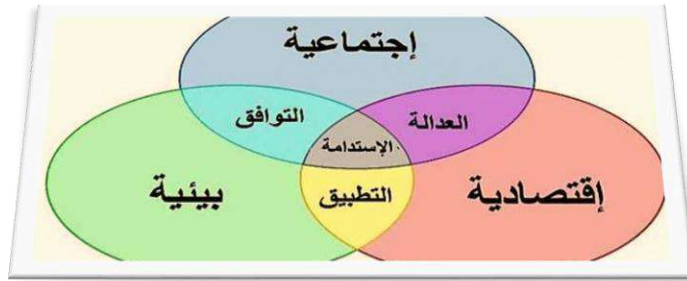 إجتماعية
العدالة
التوافق
الإستدامة
إقتصادية
التطبيق
بيئية